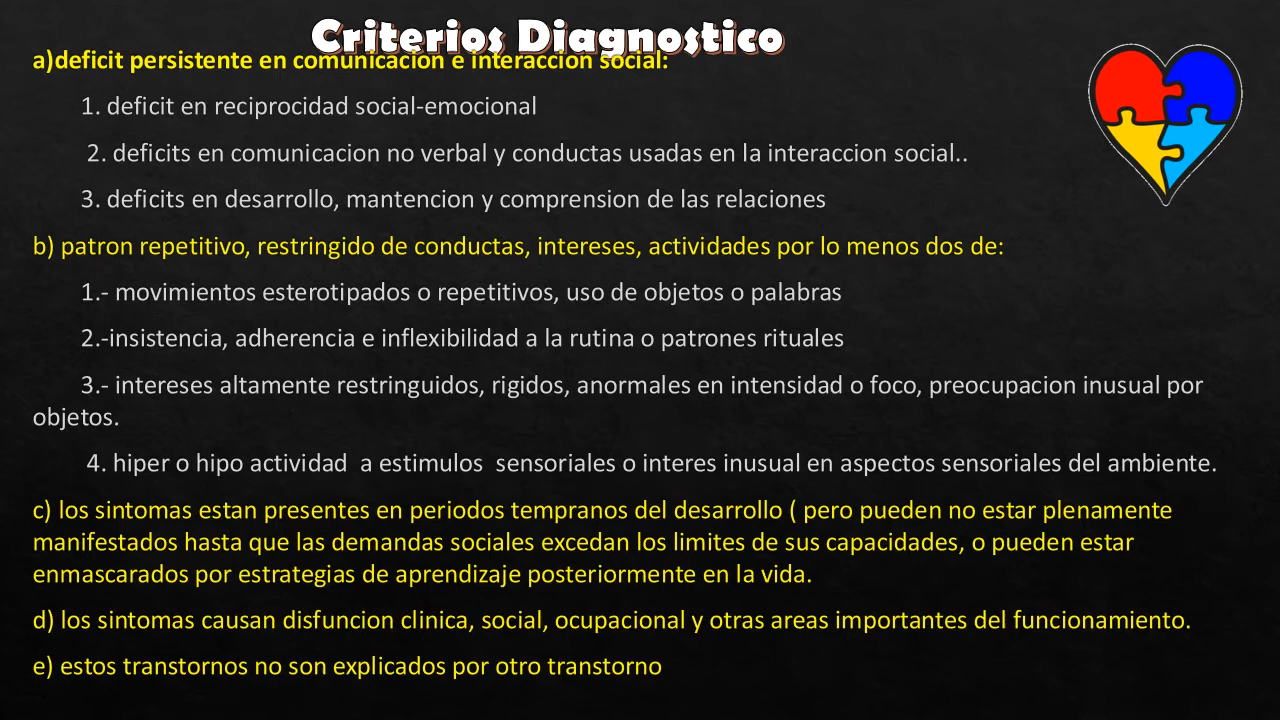 Criterios Diagnostico
a)deficit persistente en comunicacion e interaccion social:
1. deficit en reciprocidad social-emocional
2. deficits en comunicacion no verbal y conductas usadas en la interaccion social..
3. deficits en desarrollo, mantencion y comprension de las relaciones
b) patron repetitivo, restringido de conductas, intereses, actividades por lo menos dos de:
1.- movimientos esterotipados o repetitivos, uso de objetos o palabras
2.-insistencia, adherencia e inflexibilidad a la rutina o patrones rituales
3.- intereses altamente restringuidos, rigidos, anormales en intensidad o foco, preocupacion inusual por
objetos.
4. hiper o hipo actividad  a estimulos  sensoriales o interes inusual en aspectos sensoriales del ambiente.
c) los sintomas estan presentes en periodos tempranos del desarrollo ( pero pueden no estar plenamente
manifestados hasta que las demandas sociales excedan los limites de sus capacidades, o pueden estar
enmascarados por estrategias de aprendizaje posteriormente en la vida.
d) los sintomas causan disfuncion clinica, social, ocupacional y otras areas importantes del funcionamiento.
e) estos transtornos no son explicados por otro transtorno